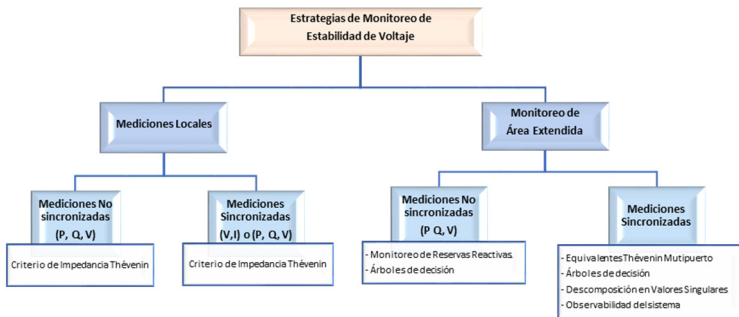 Estrategias de Monitoreo de
Estabilidad de Voltaje
Mediciones Locales
Monitoreo de
Área Extendida
Mediciones No
sincronizadas
(P, Q, V)
Criterio de Impedancia Thévenin
Mediciones
Sincronizadas
(V,I) o (P, Q, V)
Criterio de Impedancia Thévenin
Mediciones No
sincronizadas
(P Q, V)
- Monitoreo de Reservas Reactivas.
- Árboles de decisión
Mediciones
Sincronizadas
- Equivalentes Thévenin Mutipuerto
- Árboles de decisión
- Descomposición en Valores Singulares
- Observabilidad del sistema